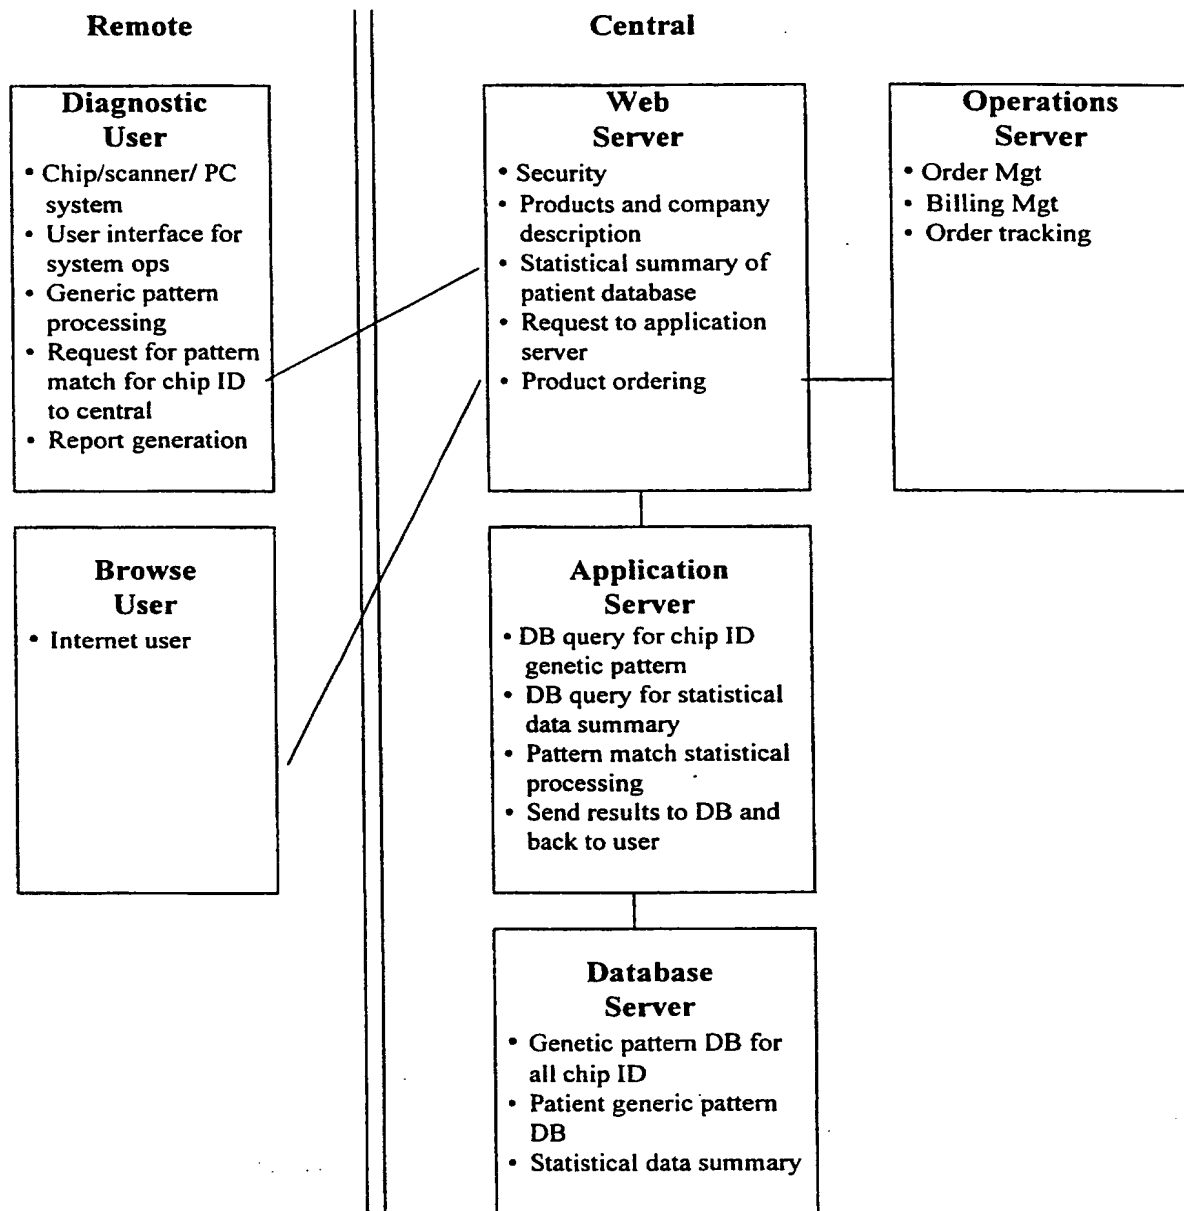 Remote
Central
Diagnostic
User
• Chip/scanner/ PC
system
• User interface for
system ops
• Generic pattern
processing
• Request for pattern
match for chip ID
to central
• Report generation
Web
Server
• Security
• Products and company
description
• Statistical summary of
patient database
• Request to application
server
• Product ordering
Operations
Server
• Order Mgt
• Billing Mgt
• Order tracking
Browse
User
• Internet user
Application
Server
• DB query for chip ID
genetic pattern
• DB query for statistical
data summary
• Pattern match statistical
processing
• Send results to DB and
back to user
Database
Server
• Genetic pattern DB for
all chip ID
• Patient generic pattern
DB
• Statistical data summary